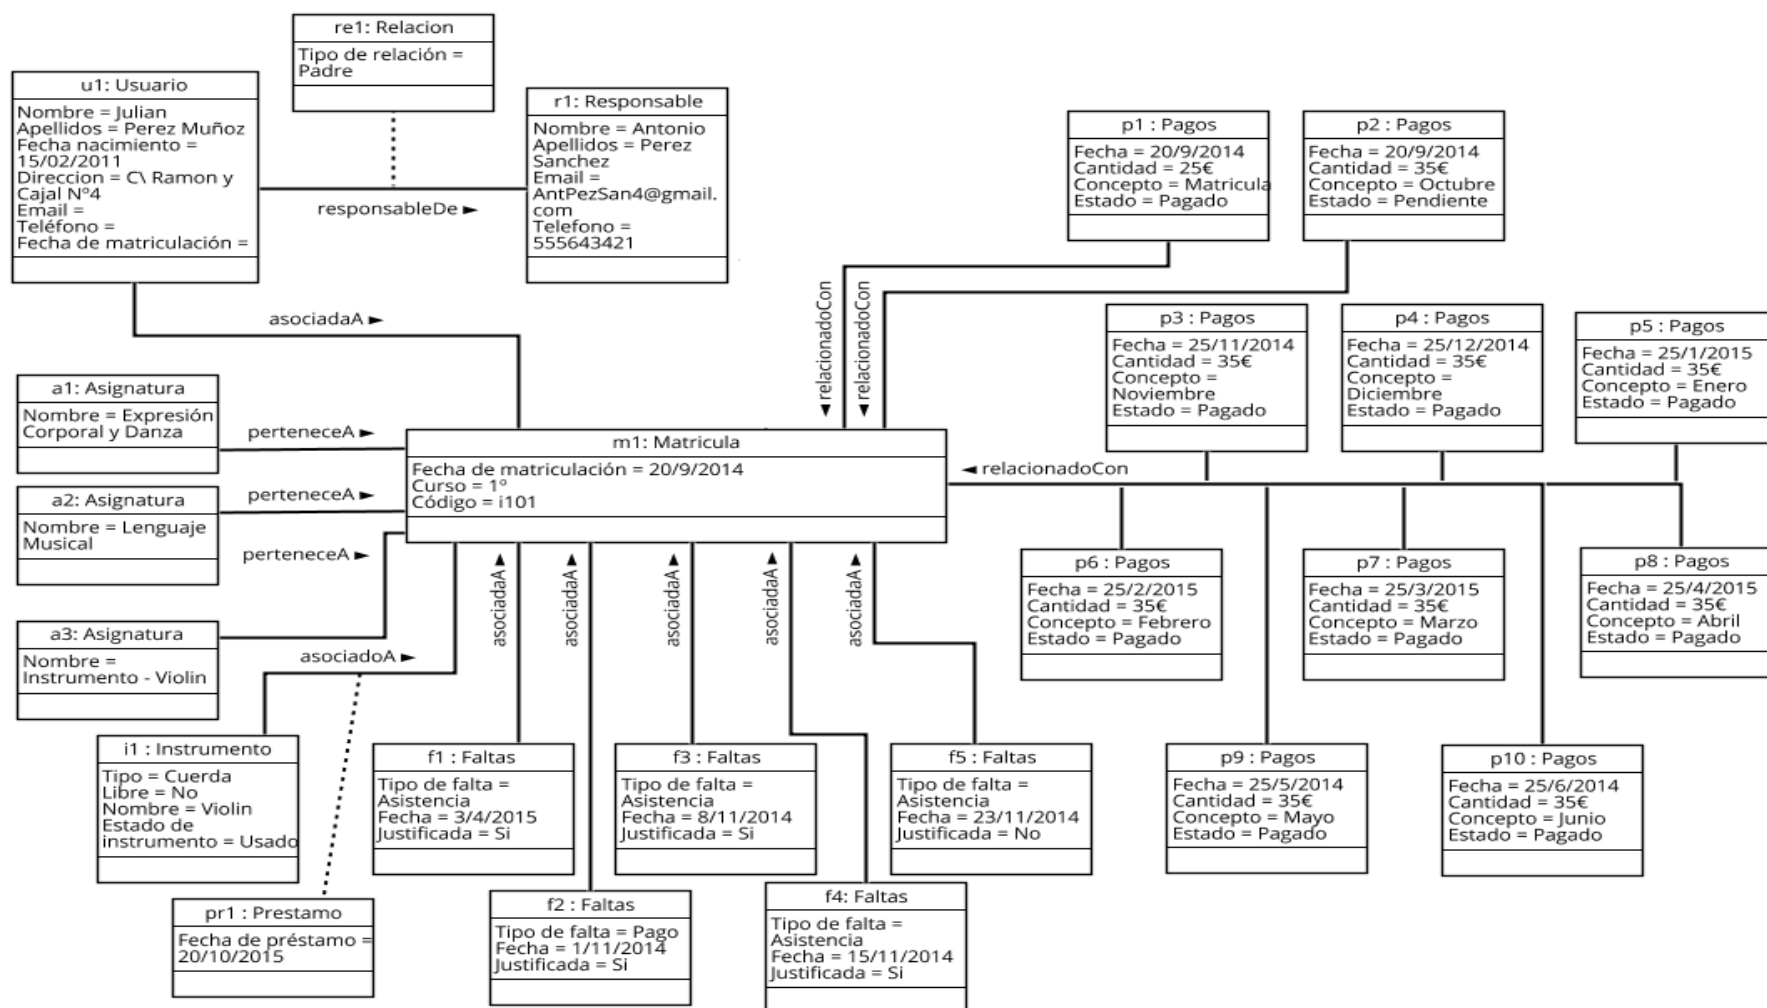 re1: Relacion
Tipo de relación =
Padre
u1: Usuario
Nombre = Julian
Apellidos = Perez Muñoz
Fecha nacimiento =
15/02/2011
Direccion = C\ Ramon y
Cajal Nº4
Email =
Teléfono =
Fecha de matriculación =
r1: Responsable
Nombre = Antonio
Apellidos = Perez
Sanchez
Email =
AntPezSan4@gmail.
com
Telefono =
555643421
responsableDe ►
p1 : Pagos
Fecha = 20/9/2014
Cantidad = 25€
Concepto = Matricula
Estado = Pagado
p2 : Pagos
Fecha = 20/9/2014
Cantidad = 35€
Concepto = Octubre
Estado = Pendiente
asociadaA ►
◄ relacionadoCon
◄ relacionadoCon
p3 : Pagos
Fecha = 25/11/2014
Cantidad = 35€
Concepto =
Noviembre
Estado = Pagado
p4 : Pagos
Fecha = 25/12/2014
Cantidad = 35€
Concepto =
Diciembre
Estado = Pagado
p5 : Pagos
Fecha = 25/1/2015
Cantidad = 35€
Concepto = Enero
Estado = Pagado
a1: Asignatura
Nombre = Expresión
Corporal y Danza
perteneceA ►
m1: Matricula
Fecha de matriculación = 20/9/2014
Curso = 1º
Código = i101
◄ relacionadoCon
a2: Asignatura
Nombre = Lenguaje
Musical
perteneceA ►
perteneceA ►
a3: Asignatura
Nombre =
Instrumento - Violin
asociadoA ►
asociadaA ►
asociadaA ►
asociadaA ►
asociadaA ►
asociadaA ►
p6 : Pagos
Fecha = 25/2/2015
Cantidad = 35€
Concepto = Febrero
Estado = Pagado
p7 : Pagos
Fecha = 25/3/2015
Cantidad = 35€
Concepto = Marzo
Estado = Pagado
p8 : Pagos
Fecha = 25/4/2015
Cantidad = 35€
Concepto = Abril
Estado = Pagado
i1 : Instrumento
Tipo = Cuerda
Libre = No
Nombre = Violin
Estado de
instrumento = Usado
f1 : Faltas
Tipo de falta =
Asistencia
Fecha = 3/4/2015
Justificada = Si
f3 : Faltas
Tipo de falta =
Asistencia
Fecha = 8/11/2014
Justificada = Si
f5 : Faltas
Tipo de falta =
Asistencia
Fecha = 23/11/2014
Justificada = No
p9 : Pagos
Fecha = 25/5/2014
Cantidad = 35€
Concepto = Mayo
Estado = Pagado
p10 : Pagos
Fecha = 25/6/2014
Cantidad = 35€
Concepto = Junio
Estado = Pagado
pr1 : Prestamo
Fecha de préstamo =
20/10/2015
f2 : Faltas
Tipo de falta = Pago
Fecha = 1/11/2014
Justificada = Si
f4: Faltas
Tipo de falta =
Asistencia
Fecha = 15/11/2014
Justificada = Si